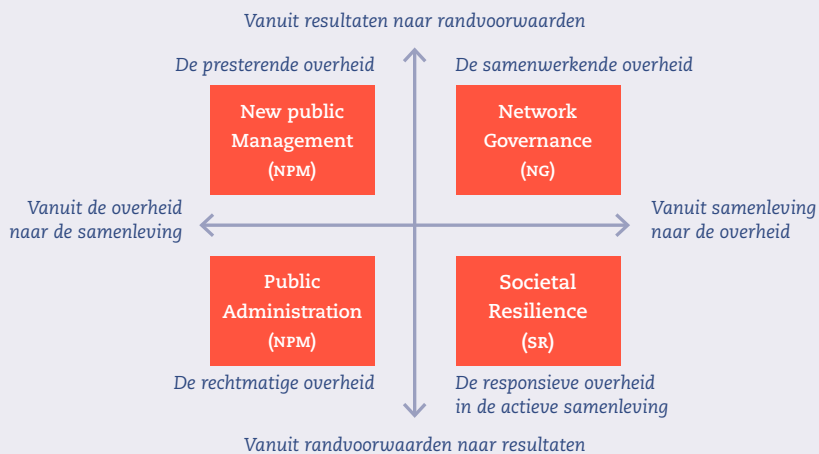 Vanuit resultaten naar randvoorwaarden
De presterende overheid
De samenwerkende overheid
New public
Management
(NPM)
Network
Governance
(NG)
Vanuit de overheid
naar de samenleving
Vanuit samenleving
naar de overheid
Public
Administration
(NPM)
Societal
Resilience
(SR)
De rechtmatige overheid
De responsieve overheid
in de actieve samenleving
Vanuit randvoorwaarden naar resultaten